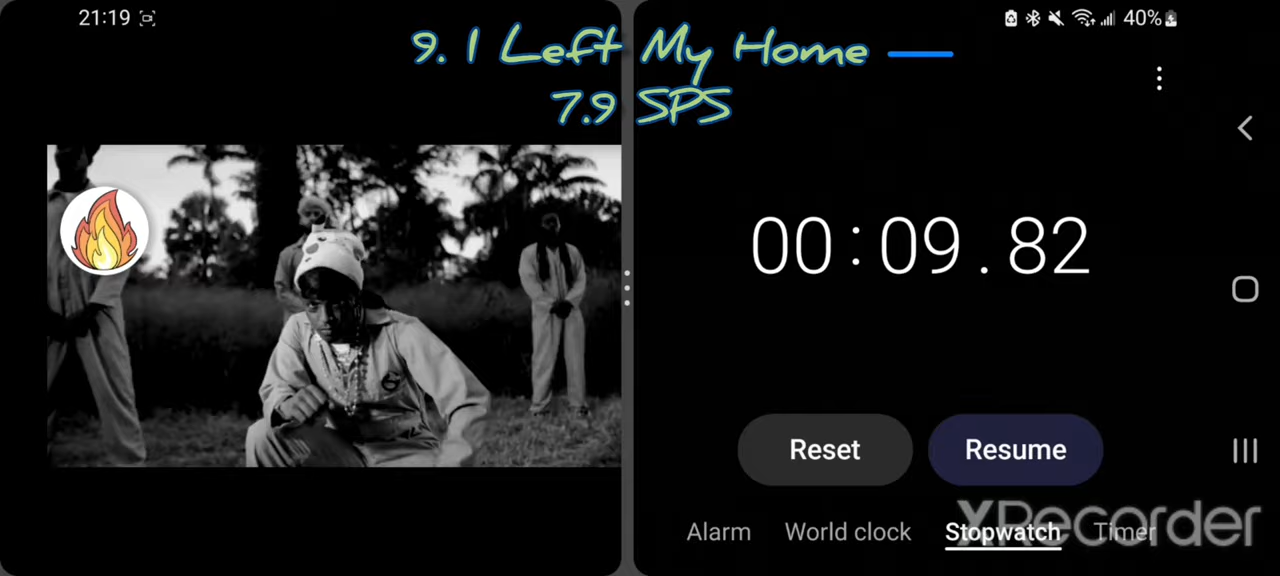 21:19
40%
9. I Left My Home —
7.9 SPS
00:09.82
Reset
Resume
Alarm
World clock
Stopwatch
Timer
XRecorder